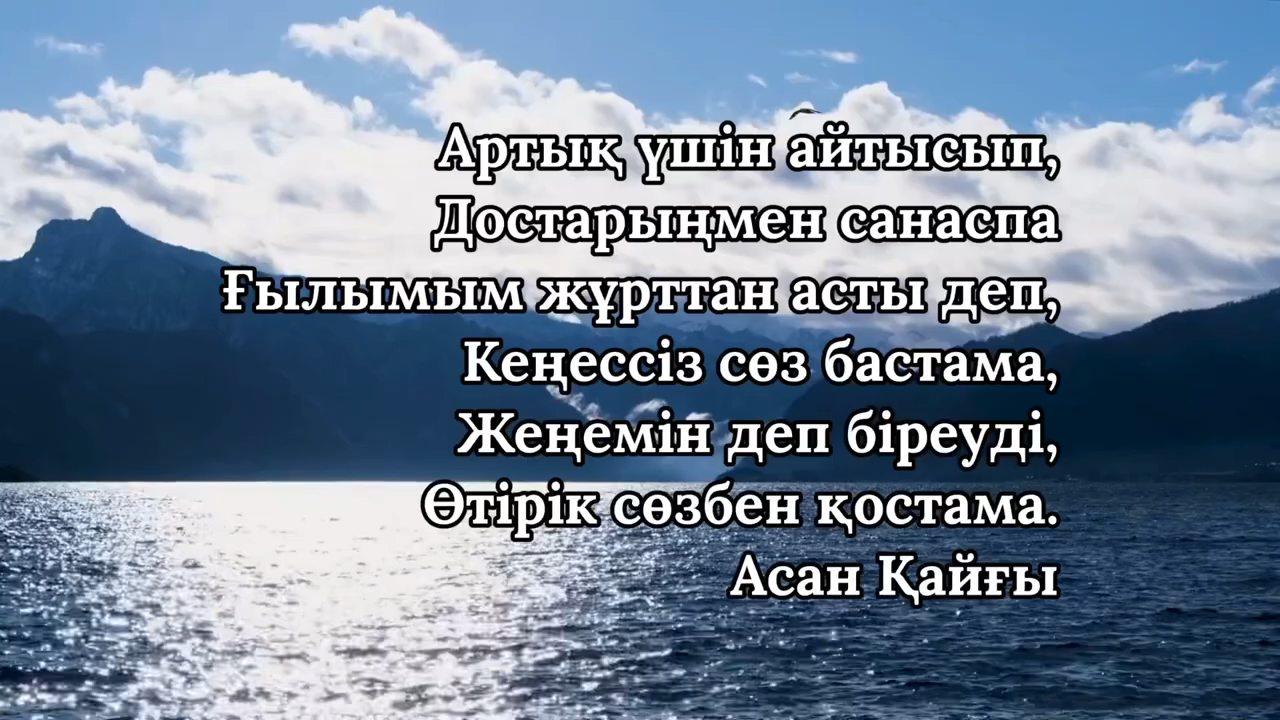 Артық үшін айтысып,
Достарыңмен санаспа
Ғылымым жұрттан асты деп,
Кеңессіз сөз бастама,
Жеңемін деп біреуді,
Өтірік сөзбен қостама.
Асан Қайғы